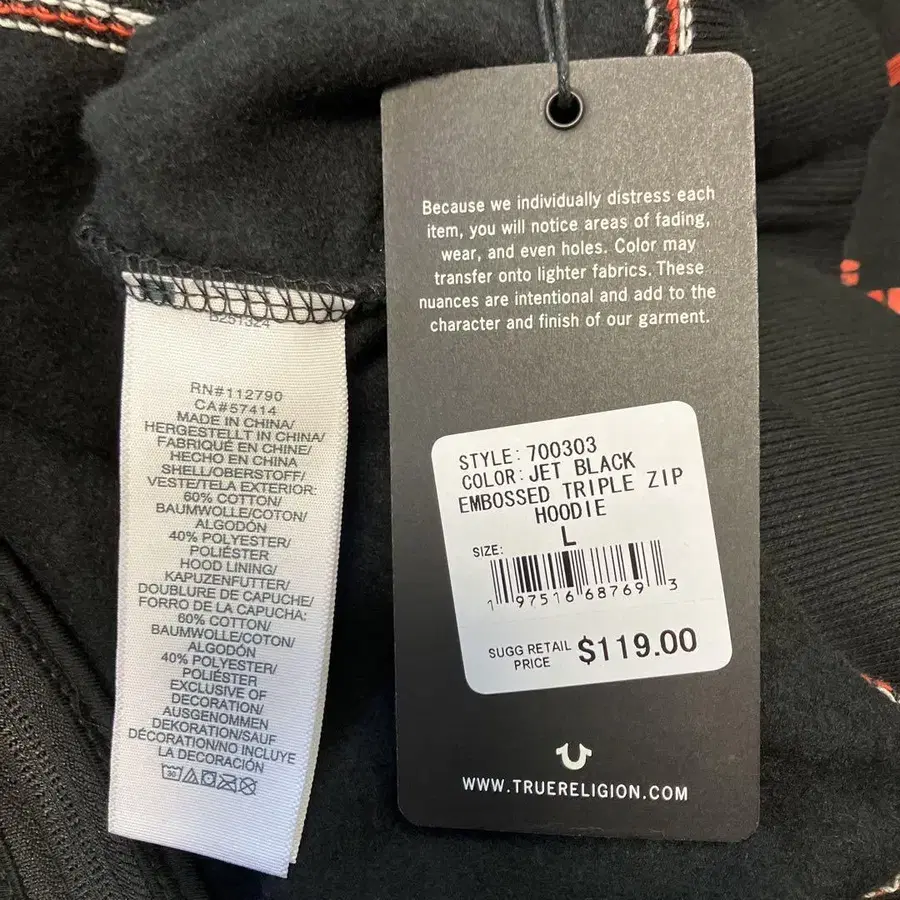 B251324
RN#112790
CA#57414
MADE IN CHINA/
HERGESTELLT IN CHINA/
FABRIQUÉ EN CHINE/
HECHO EN CHINA
SHELL/OBERSTOFF/
VESTE/TELA EXTERIOR:
60% COTTON/
BAUMWOLLE/COTON/
ALGODÓN
40% POLYESTER/
POLIÉSTER
HOOD LINING/
KAPUZENFUTTER/
DOUBLURE DE CAPUCHE/
FORRO DE LA CAPUCHA:
60% COTTON/
BAUMWOLLE/COTON/
ALGODÓN
40% POLYESTER/
POLIÉSTER
EXCLUSIVE OF
DECORATION/
AUSGENOMMEN
DEKORATION/SAUF
DÉCORATION/NO INCLUYE
LA DECORACIÓN
30
Because we individually distress each
item, you will notice areas of fading,
wear, and even holes. Color may
transfer onto lighter fabrics. These
nuances are intentional and add to the
character and finish of our garment.
STYLE: 700303
COLOR: JET BLACK
EMBOSSED TRIPLE ZIP
HOODIE
SIZE: L
1 97516 68769 3
SUGG RETAIL
PRICE $119.00
WWW.TRUERELIGION.COM